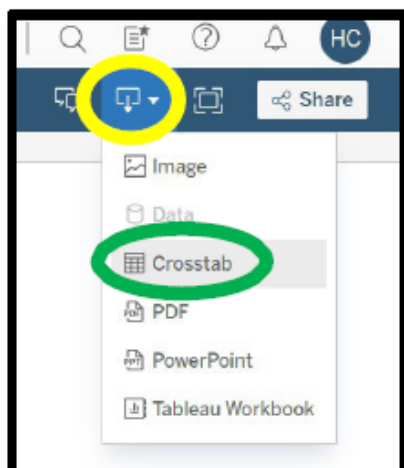 HC
Share
Image
Data
Crosstab
PDF
PowerPoint
Tableau Workbook